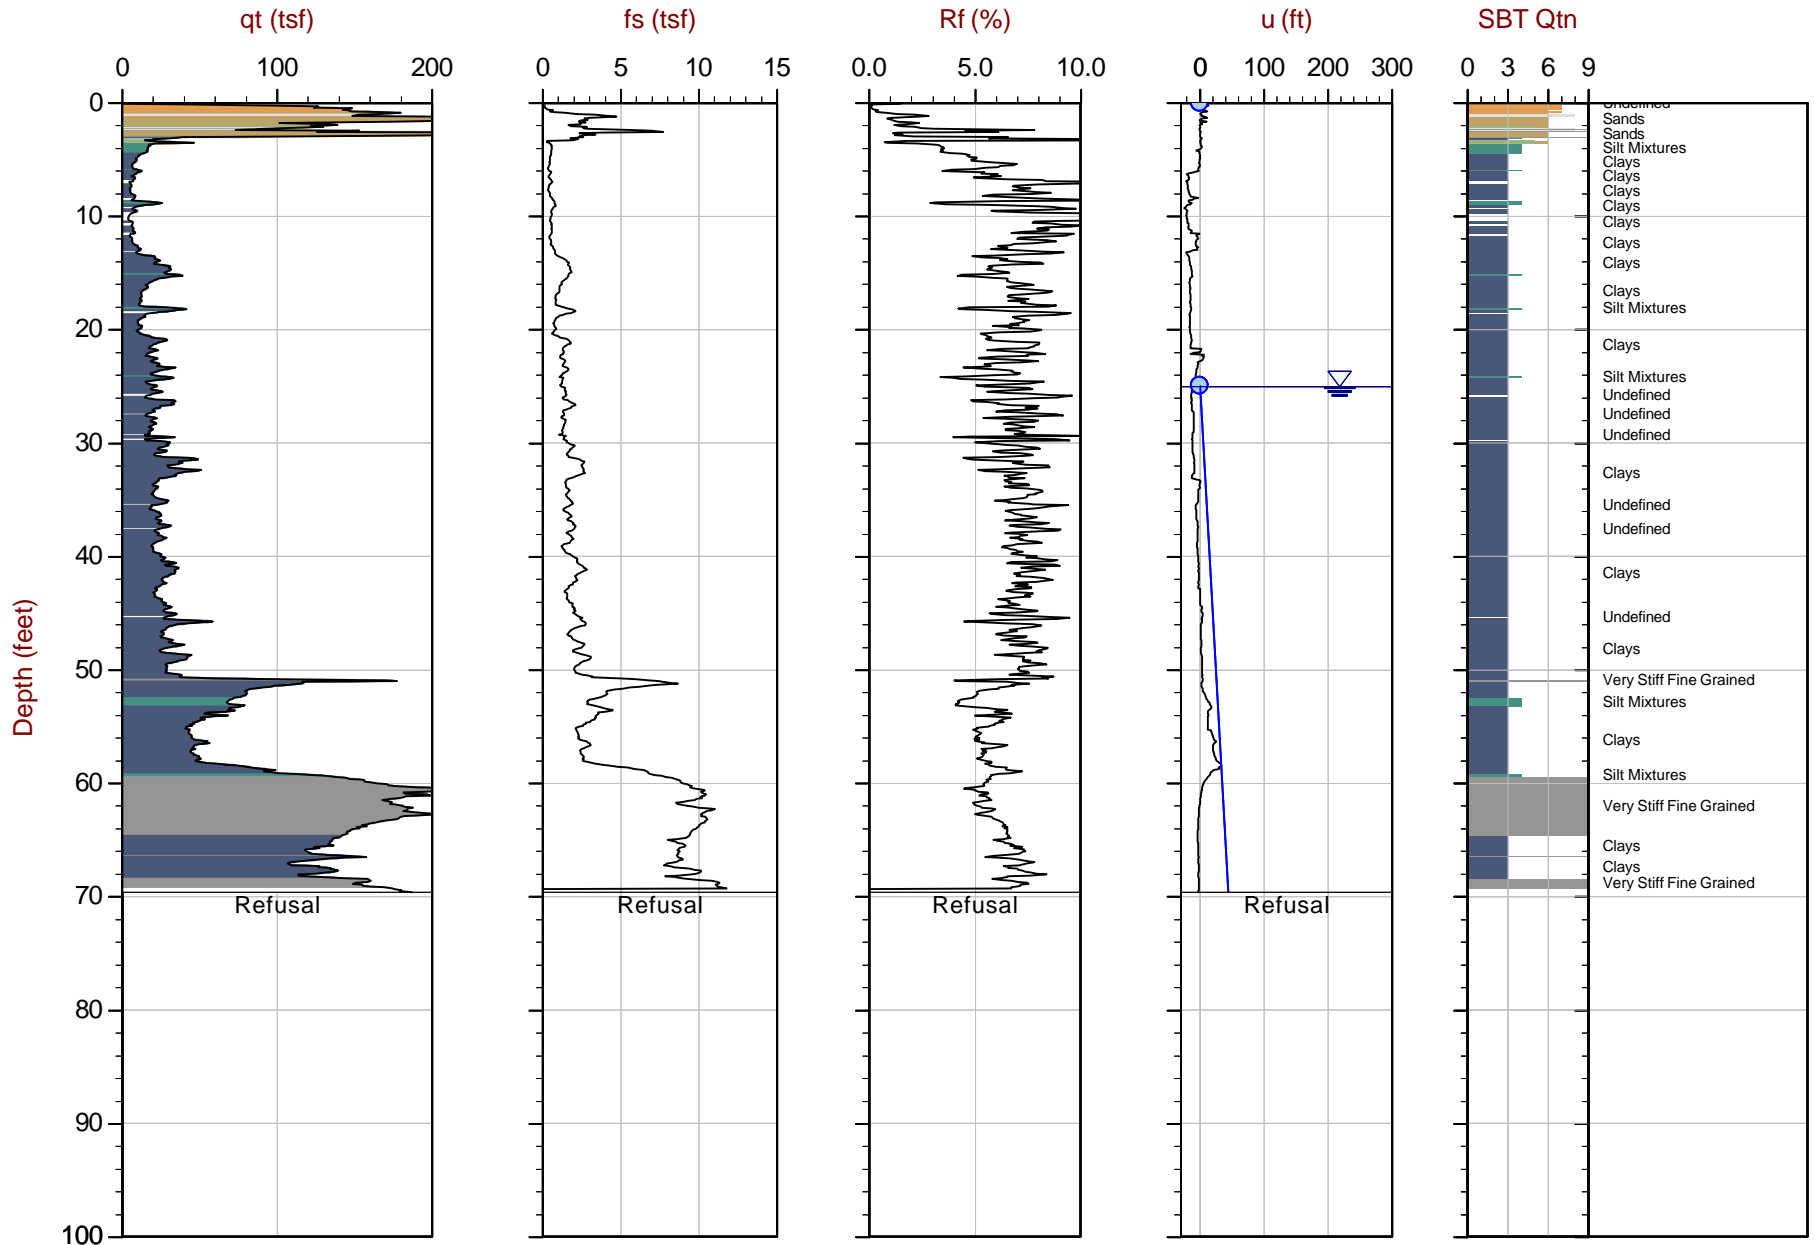 qt (tsf) fs (tsf) Rf (%) u (ft) SBT Qtn
0 100 200 0 5 10 15 0.0 5.0 10.0 0 100 200 300 0 3 6 9
0
10
20
30
40
50
60
70
80
90
100
Depth (feet)
Undefined
Sands
Sands
Silt Mixtures
Clays
Clays
Clays
Clays
Clays
Clays
Clays
Clays
Silt Mixtures
Clays
Silt Mixtures
Undefined
Undefined
Undefined
Clays
Undefined
Undefined
Clays
Undefined
Clays
Very Stiff Fine Grained
Silt Mixtures
Clays
Silt Mixtures
Very Stiff Fine Grained
Clays
Clays
Very Stiff Fine Grained
Refusal Refusal Refusal Refusal